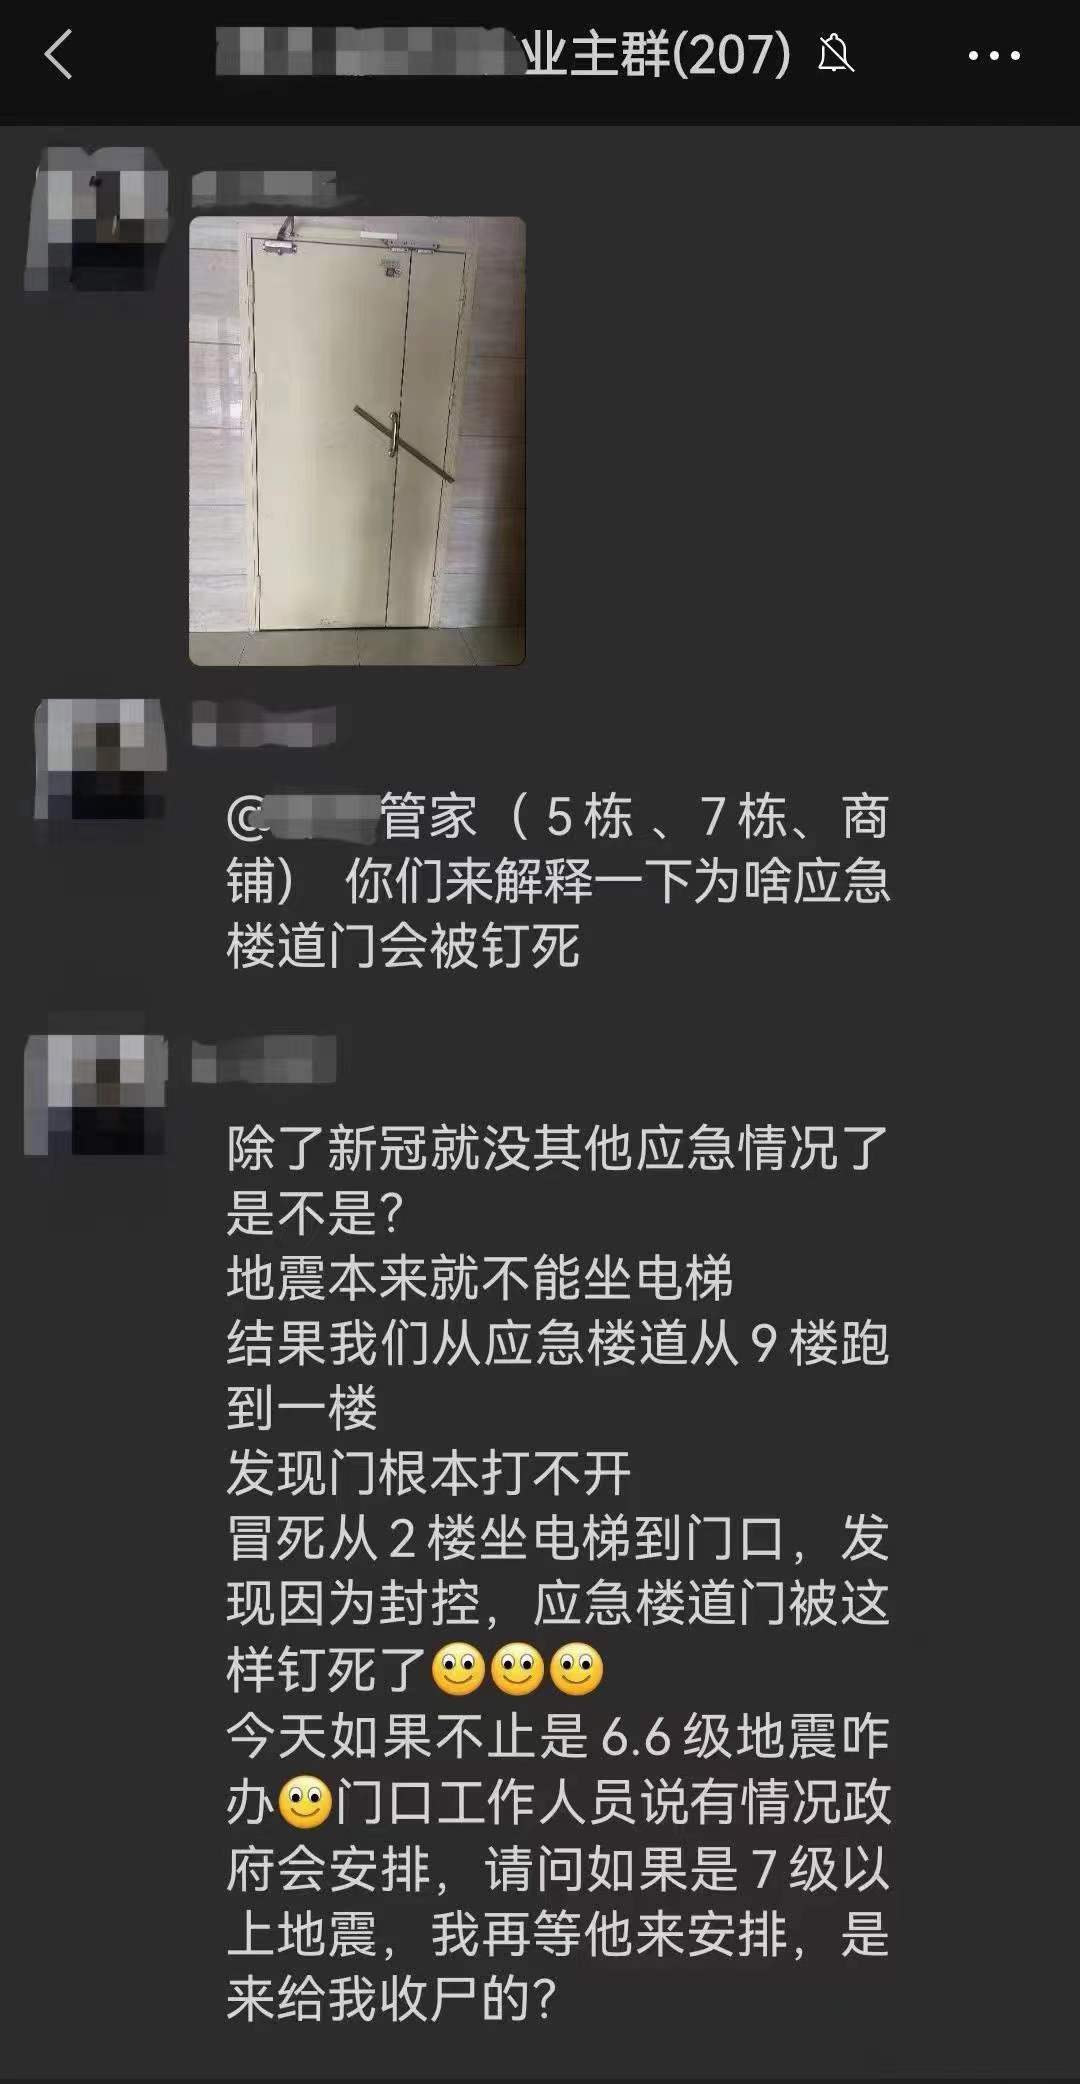 业主群(207)
@管家（5栋、7栋、商
铺） 你们来解释一下为啥应急
楼道门会被钉死
除了新冠就没其他应急情况了
是不是？
地震本来就不能坐电梯
结果我们从应急楼道从9楼跑
到一楼
发现门根本打不开
冒死从2楼坐电梯到门口，发
现因为封控，应急楼道门被这
样钉死了
今天如果不止是6.6级地震咋
办门口工作人员说有情况政
府会安排，请问如果是7级以
上地震，我再等他来安排，是
来给我收尸的？